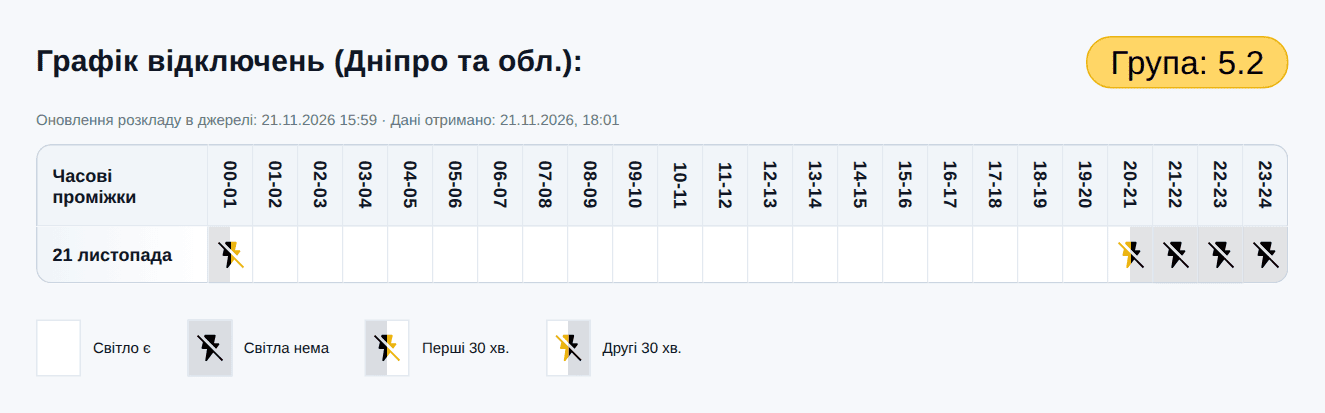 Графік відключень (Дніпро та обл.):
Група: 5.2
Оновлення розкладу в джерелі: 21.11.2026 15:59 · Дані отримано: 21.11.2026, 18:01
Часові
проміжки
00-01
01-02
02-03
03-04
04-05
05-06
06-07
07-08
08-09
09-10
10-11
11-12
12-13
13-14
14-15
15-16
16-17
17-18
18-19
19-20
20-21
21-22
22-23
23-24
21 листопада
Світло є
Світла нема
Перші 30 хв.
Другі 30 хв.